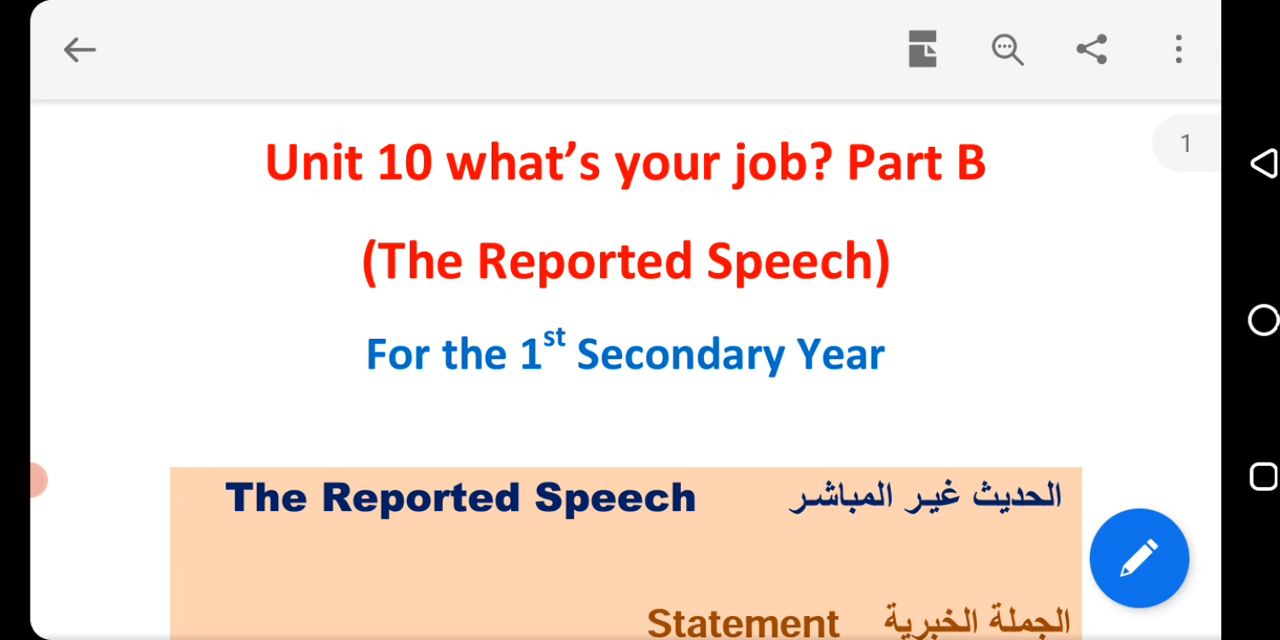 1
Unit 10 what's your job? Part B
(The Reported Speech)
For the 1st Secondary Year
The Reported Speech الحديث غير المباشر
Statement الجملة الخبرية